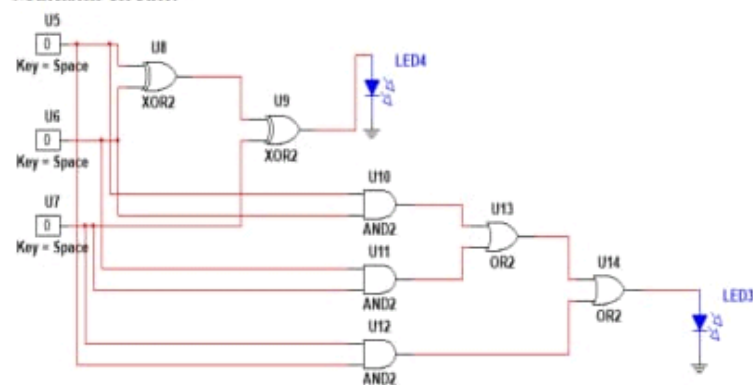 U5
0
Key = Space
U8
XOR2
LED4
U6
0
Key = Space
U9
XOR2
U7
0
Key = Space
U10
AND2
U13
OR2
U11
AND2
U14
OR2
LED3
U12
AND2